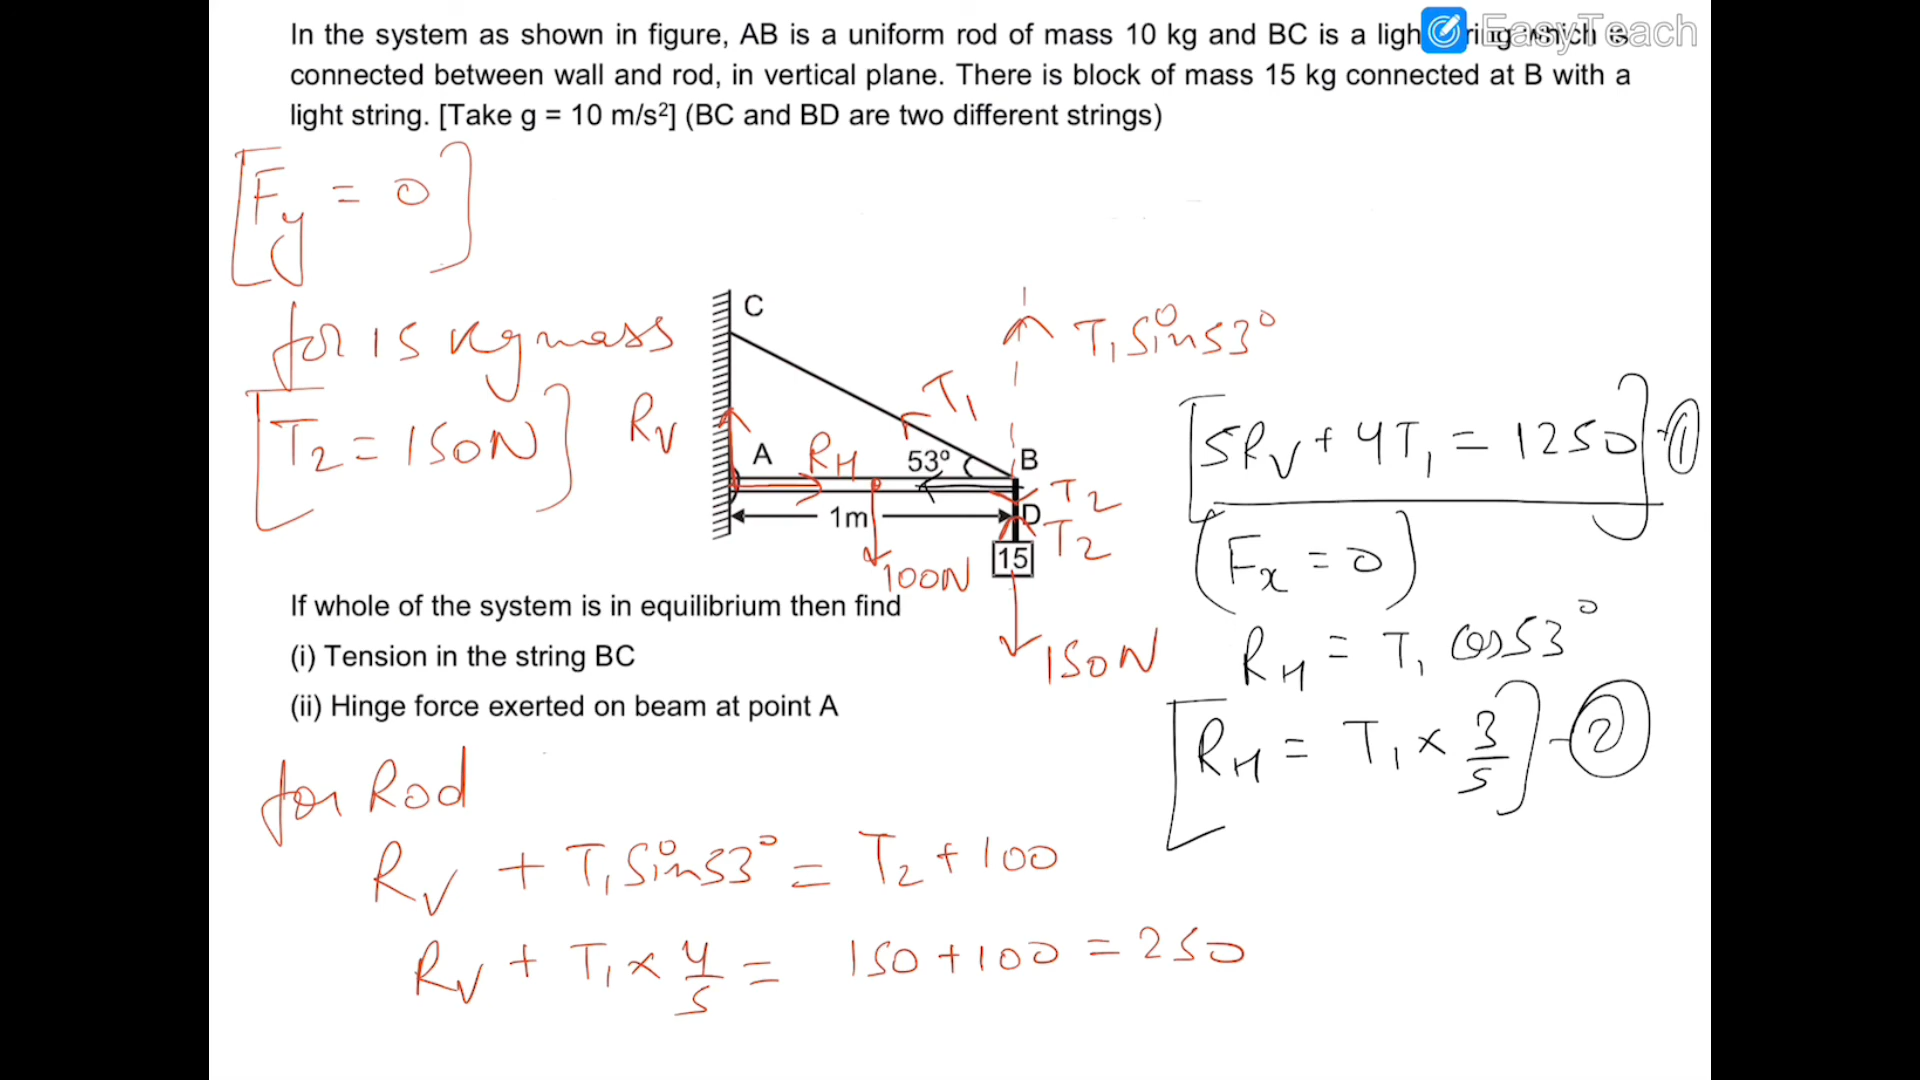 In the system as shown in figure, AB is a uniform rod of mass 10 kg and BC is a ligh ring which is
EasyTeach
connected between wall and rod, in vertical plane. There is block of mass 15 kg connected at B with a
light string. [Take g = 10 m/s²] (BC and BD are two different strings)
[Fy = 0]
for 15 kg mass
[T₂ = 150N]
C
T₁ sin53°
T₁
Rv
A
RH
53º
B
T₂
1m
D
T₂
100N
15
150N
[5Rv + 4T₁ = 1250] - ①
(Fx = 0)
RH = T₁ cos53°
[RH = T₁ × 3/5] - ②
If whole of the system is in equilibrium then find
(i) Tension in the string BC
(ii) Hinge force exerted on beam at point A
for Rod
Rv + T₁ sin53° = T₂ + 100
Rv + T₁ × 4/5 = 150 + 100 = 250